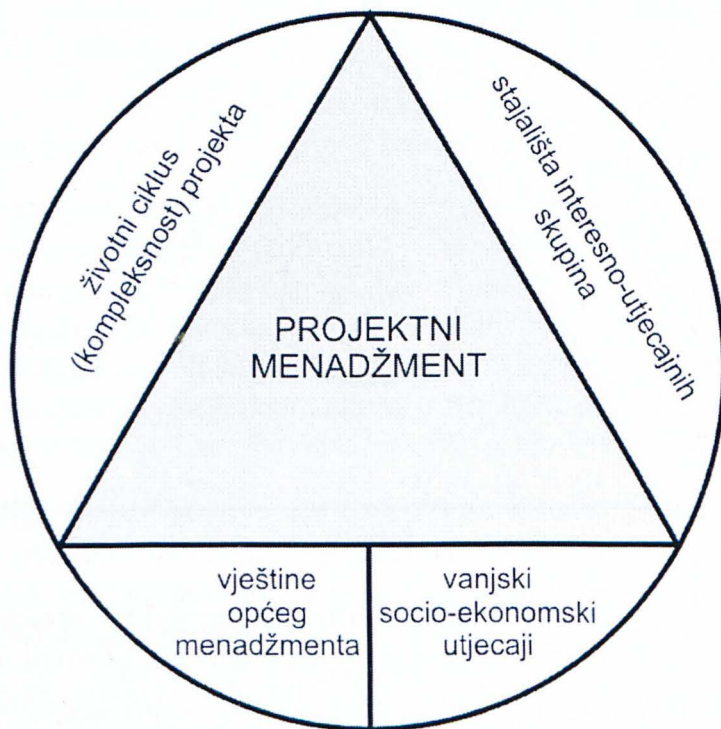 životni ciklus
(kompleksnost) projekta
stajališta interesno-utjecajnih
skupina
PROJEKTNI
MENADŽMENT
vještine
općeg
menadžmenta
vanjski
socio-ekonomski
utjecaji